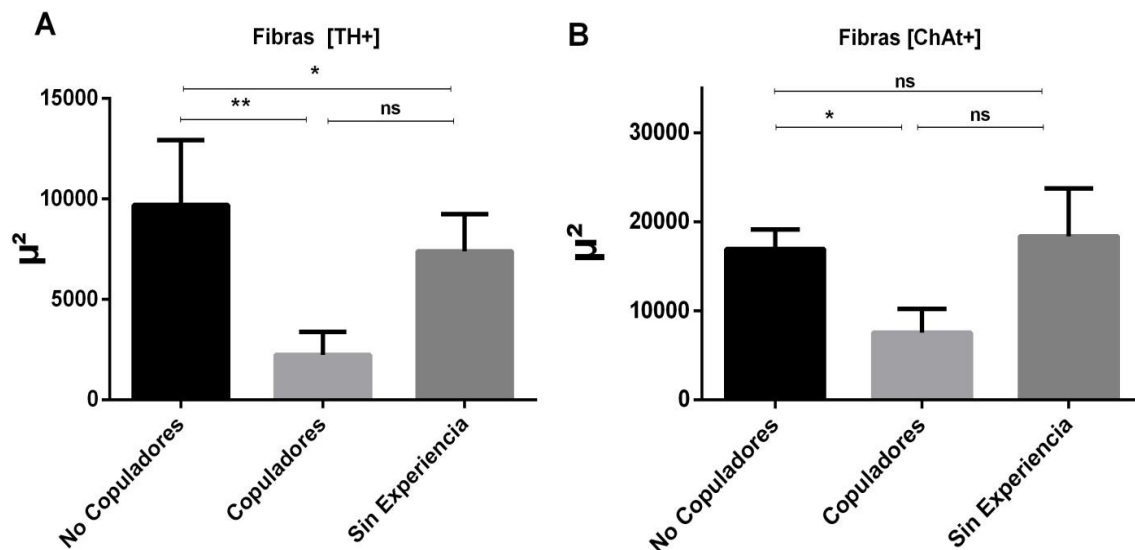 A
Fibras [TH+]
*
**
ns
15000
10000
5000
0
µ²
No Copuladores
Copuladores
Sin Experiencia
B
Fibras [ChAt+]
ns
*
ns
30000
20000
10000
0
µ²
No Copuladores
Copuladores
Sin Experiencia